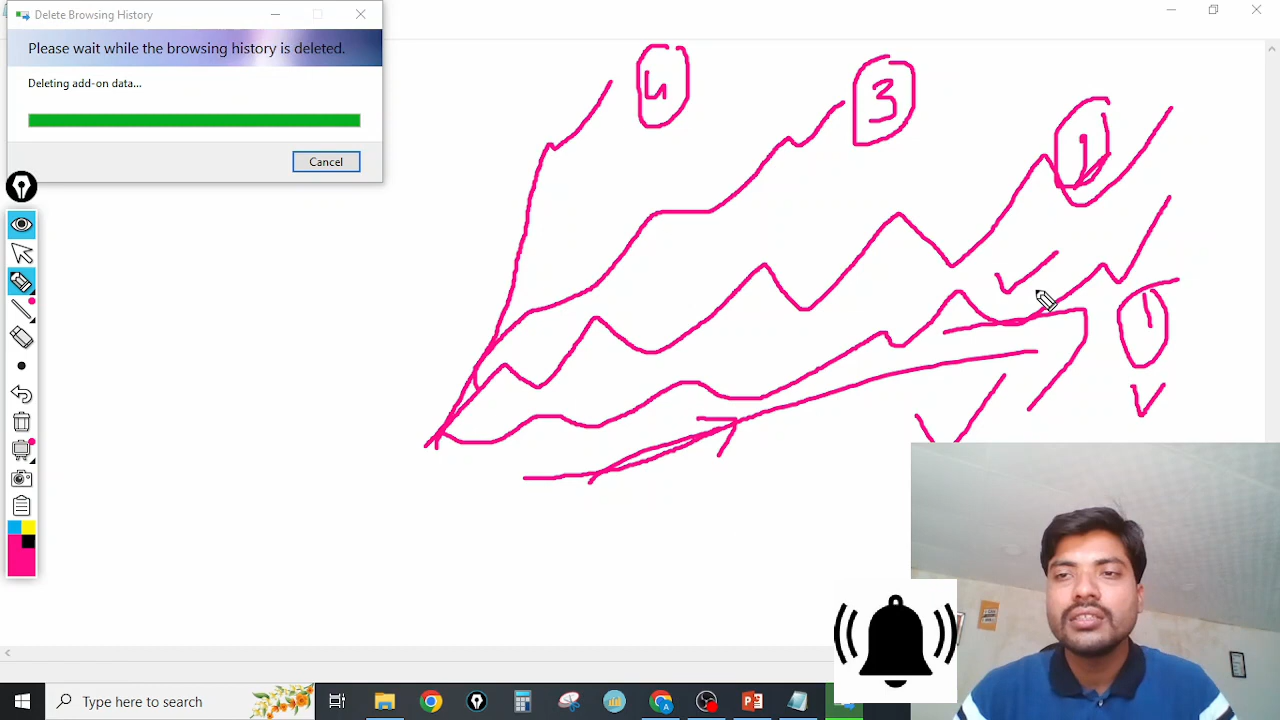 Delete Browsing History
Please wait while the browsing history is deleted.
Deleting add-on data...
Cancel
4
3
1
1
Type here to search